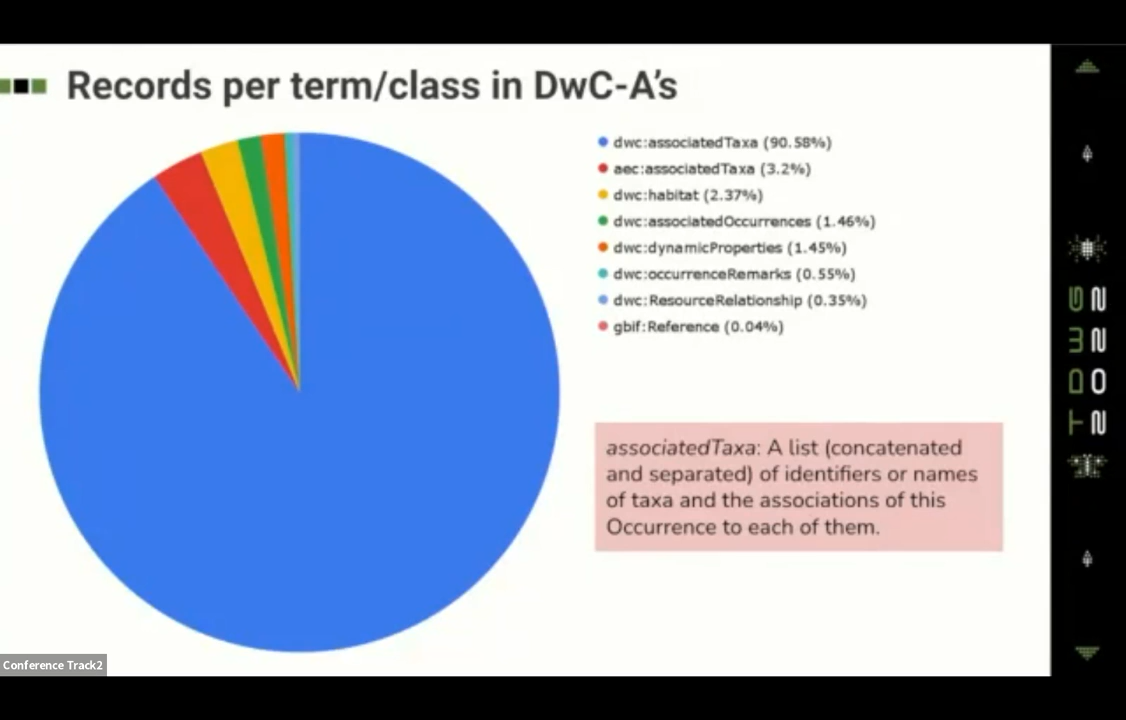 Records per term/class in DwC-A's
dwc:associatedTaxa (90.58%)
aec:associatedTaxa (3.2%)
dwc:habitat (2.37%)
dwc:associatedOccurrences (1.46%)
dwc:dynamicProperties (1.45%)
dwc:occurrenceRemarks (0.55%)
dwc:ResourceRelationship (0.35%)
gbif:Reference (0.04%)
associatedTaxa: A list (concatenated
and separated) of identifiers or names
of taxa and the associations of this
Occurrence to each of them.
Conference Track2